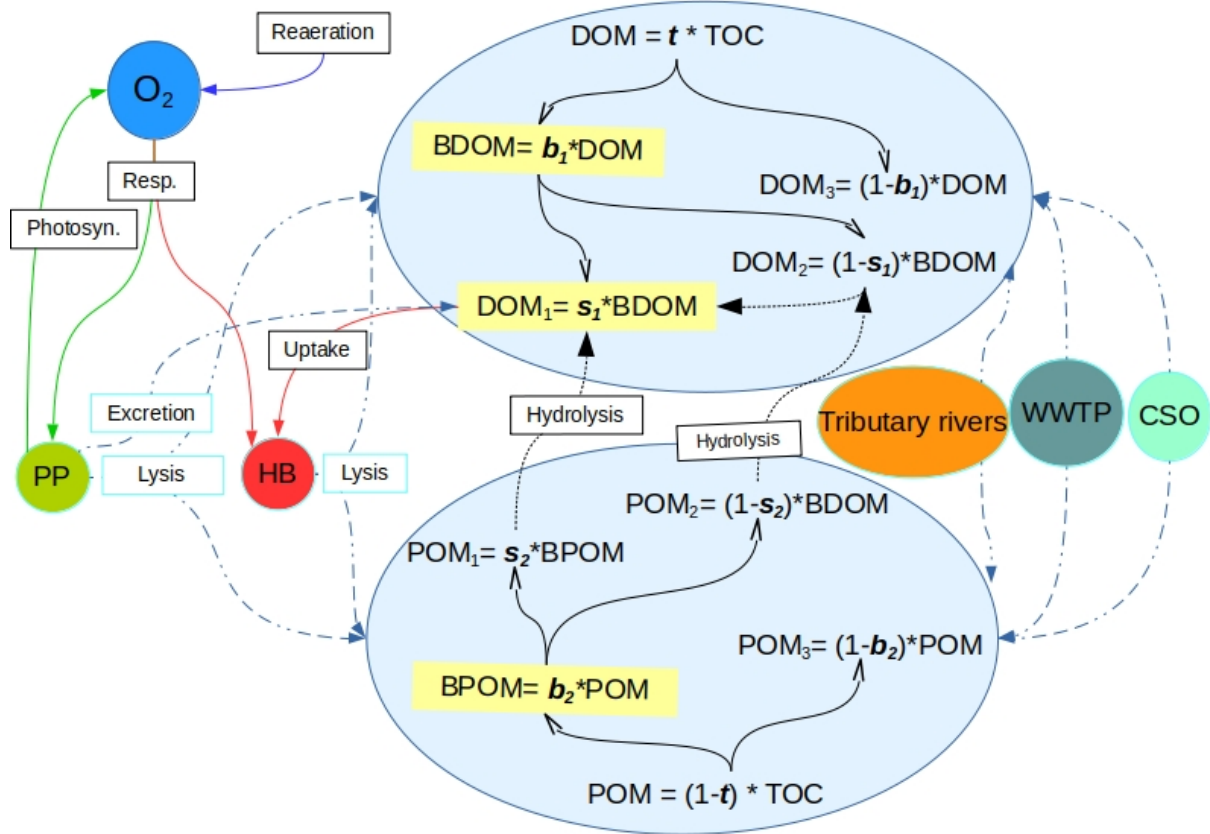 Reaeration
DOM = t * TOC
O₂
BDOM= b₁*DOM
Resp.
DOM₃= (1-b₁)*DOM
Photosyn.
DOM₂= (1-s₁)*BDOM
DOM₁= s₁*BDOM
Uptake
Excretion
Hydrolysis
Tributary rivers
WWTP
CSO
Hydrolysis
PP
Lysis
HB
Lysis
POM₂= (1-s₂)*BDOM
POM₁= s₂*BPOM
POM₃= (1-b₂)*POM
BPOM= b₂*POM
POM = (1-t) * TOC